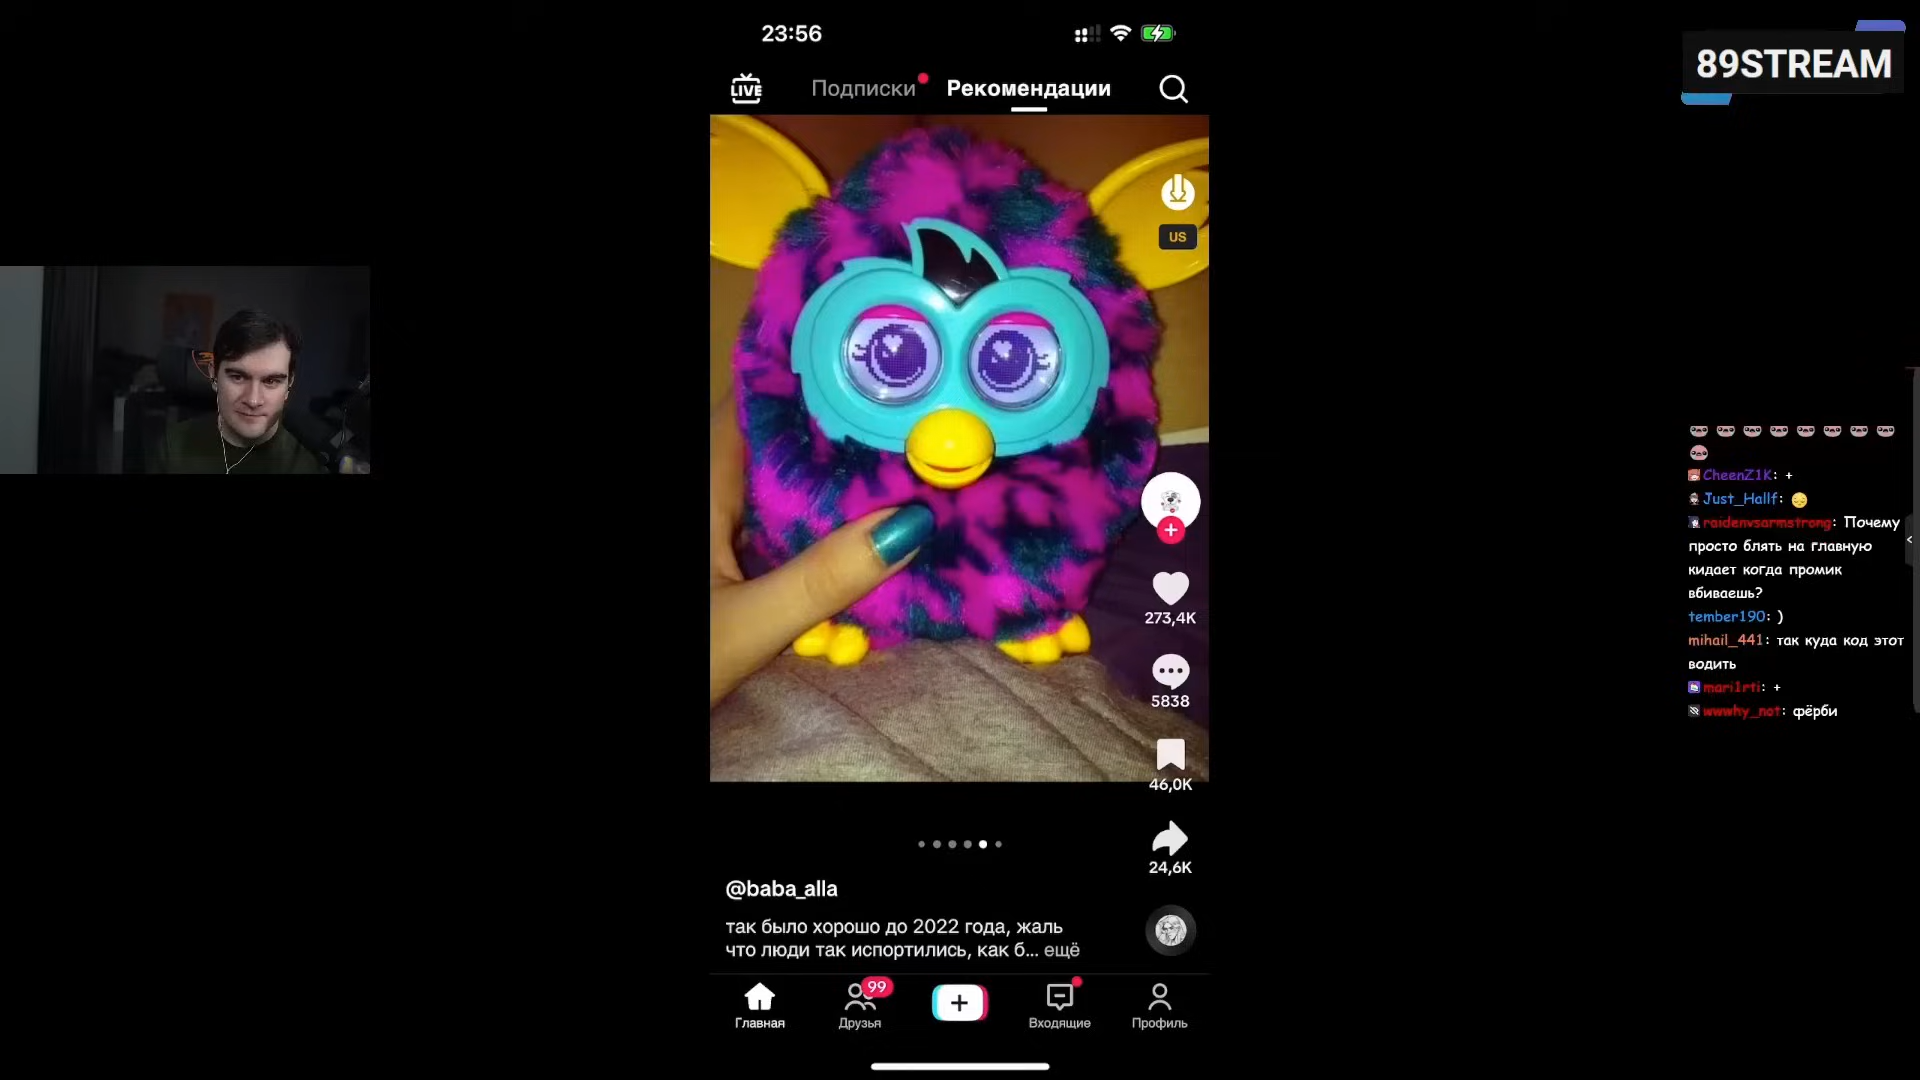 23:56
89STREAM
LIVE
Подписки
Рекомендации
US
273,4K
5838
46,0K
24,6K
CheenZ1K: +
Just_Hallf:
raidenvsarmstrong: Почему
просто блять на главную
кидает когда промик
вбиваешь?
tember190: )
mihail_441: так куда код этот
водить
mari1rti: +
wwwhy_not: фёрби
@baba_alla
так было хорошо до 2022 года, жаль
что люди так испортились, как б... ещё
99
Главная
Друзья
Входящие
Профиль